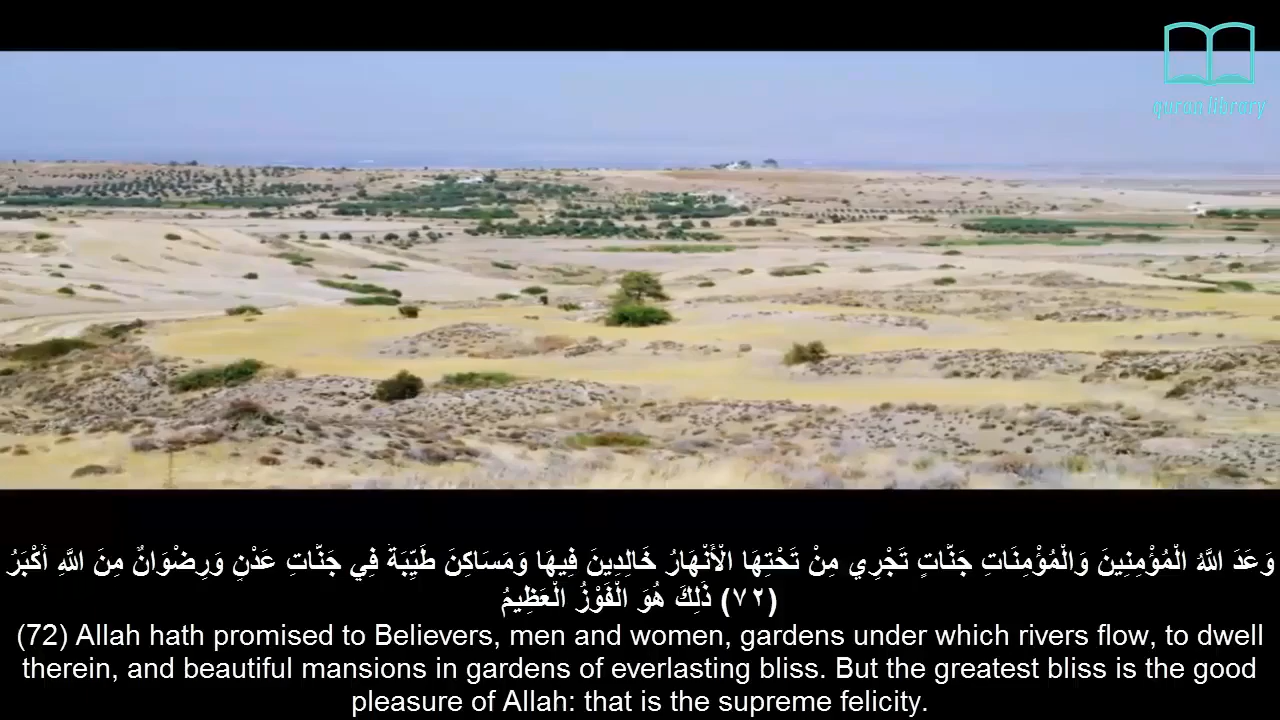 quran library
وَعَدَ اللَّهُ الْمُؤْمِنِينَ وَالْمُؤْمِنَاتِ جَنَّاتٍ تَجْرِي مِنْ تَحْتِهَا الْأَنْهَارُ خَالِدِينَ فِيهَا وَمَسَاكِنَ طَيِّبَةً فِي جَنَّاتِ عَدْنٍ وَرِضْوَانٌ مِنَ اللَّهِ أَكْبَرُ
ذَلِكَ هُوَ الْفَوْزُ الْعَظِيمُ (٧٢)
(72) Allah hath promised to Believers, men and women, gardens under which rivers flow, to dwell
therein, and beautiful mansions in gardens of everlasting bliss. But the greatest bliss is the good
pleasure of Allah: that is the supreme felicity.